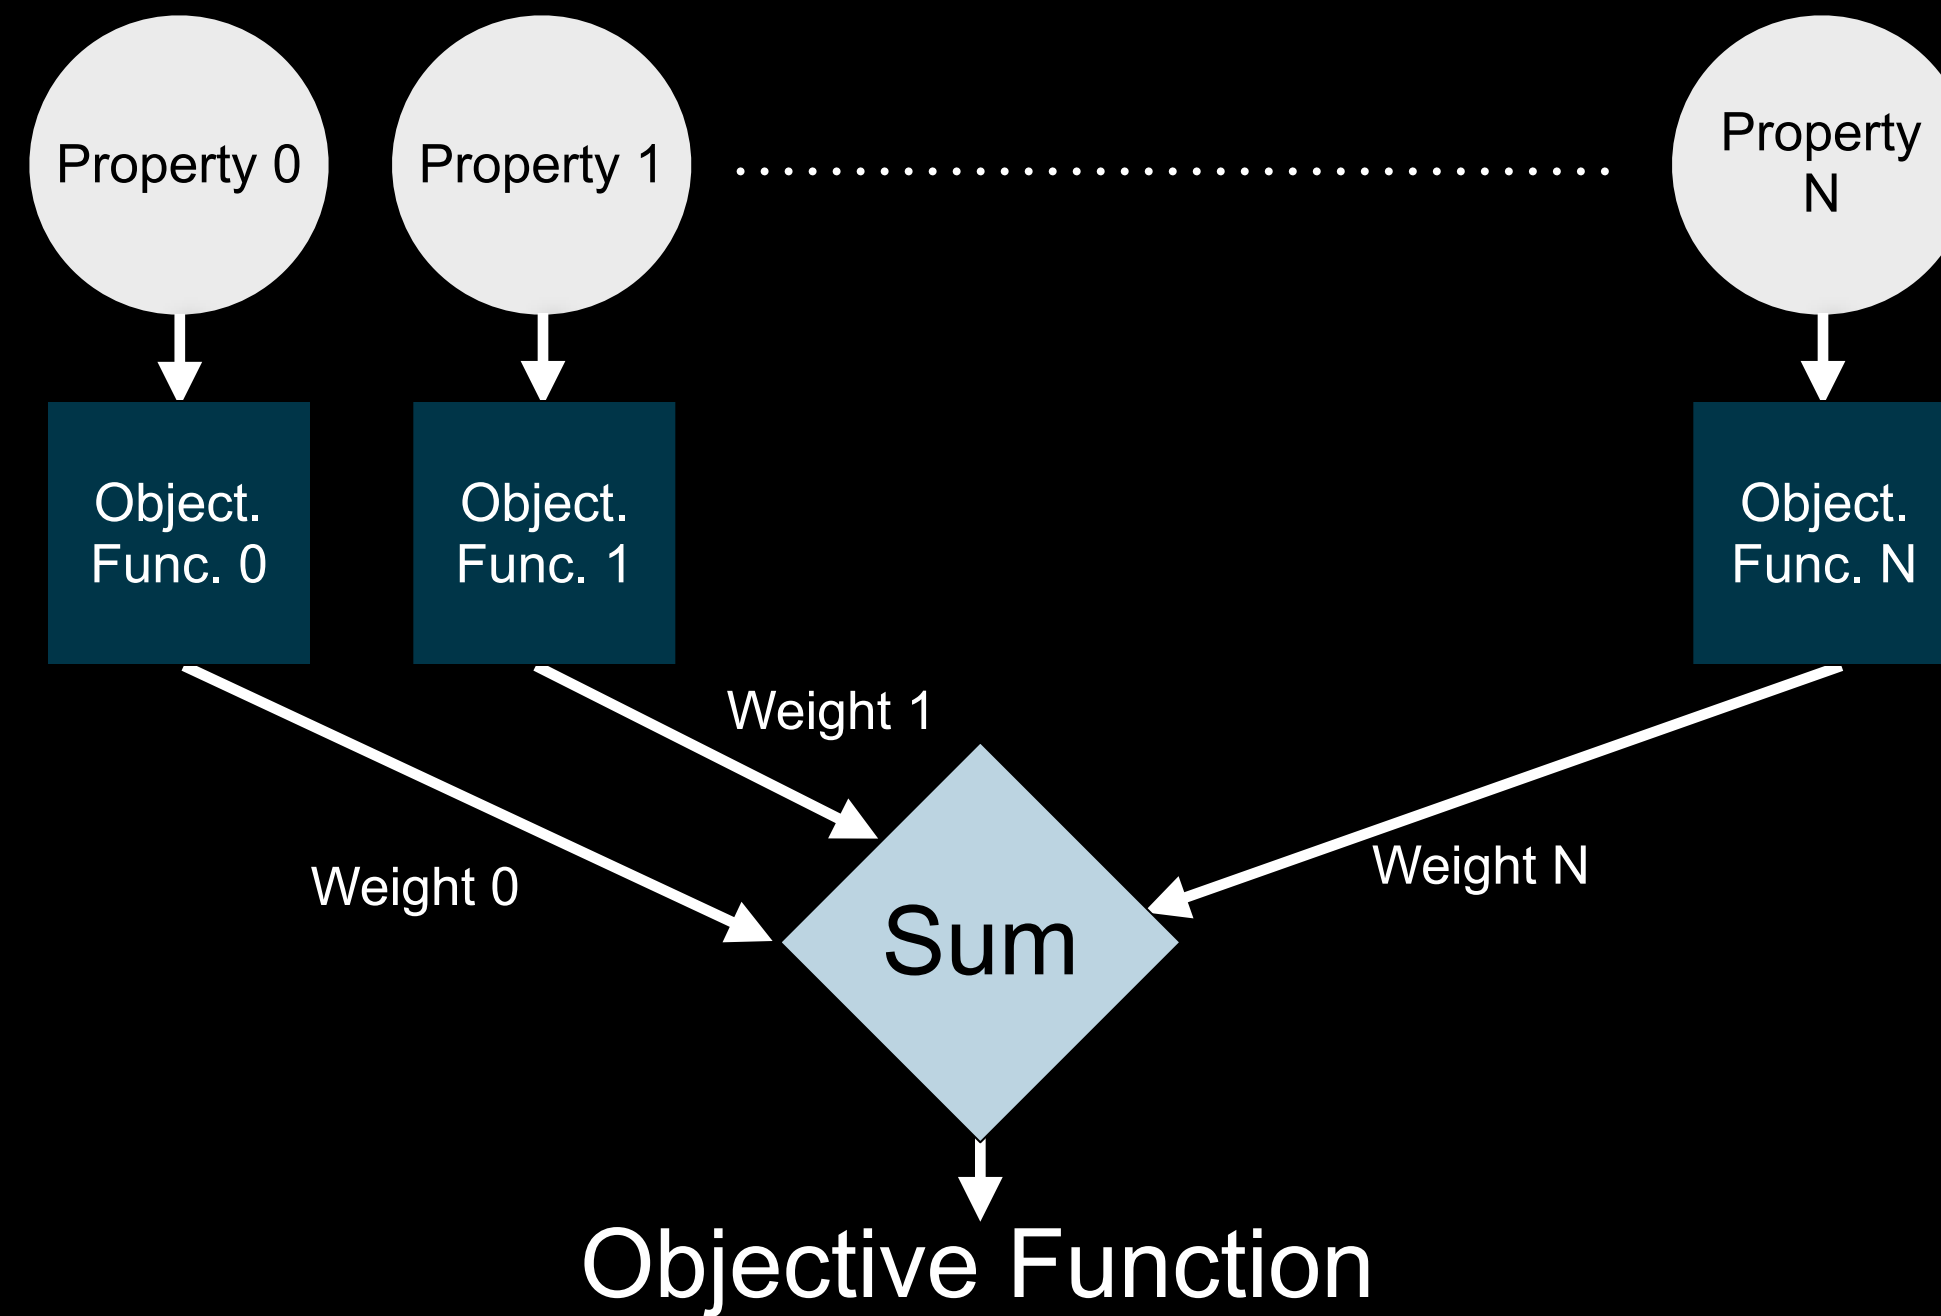 Property 0
Property 1
Property
N
Object.
Func. 0
Object.
Func. 1
Object.
Func. N
Weight 1
Weight 0
Weight N
Sum
Objective Function